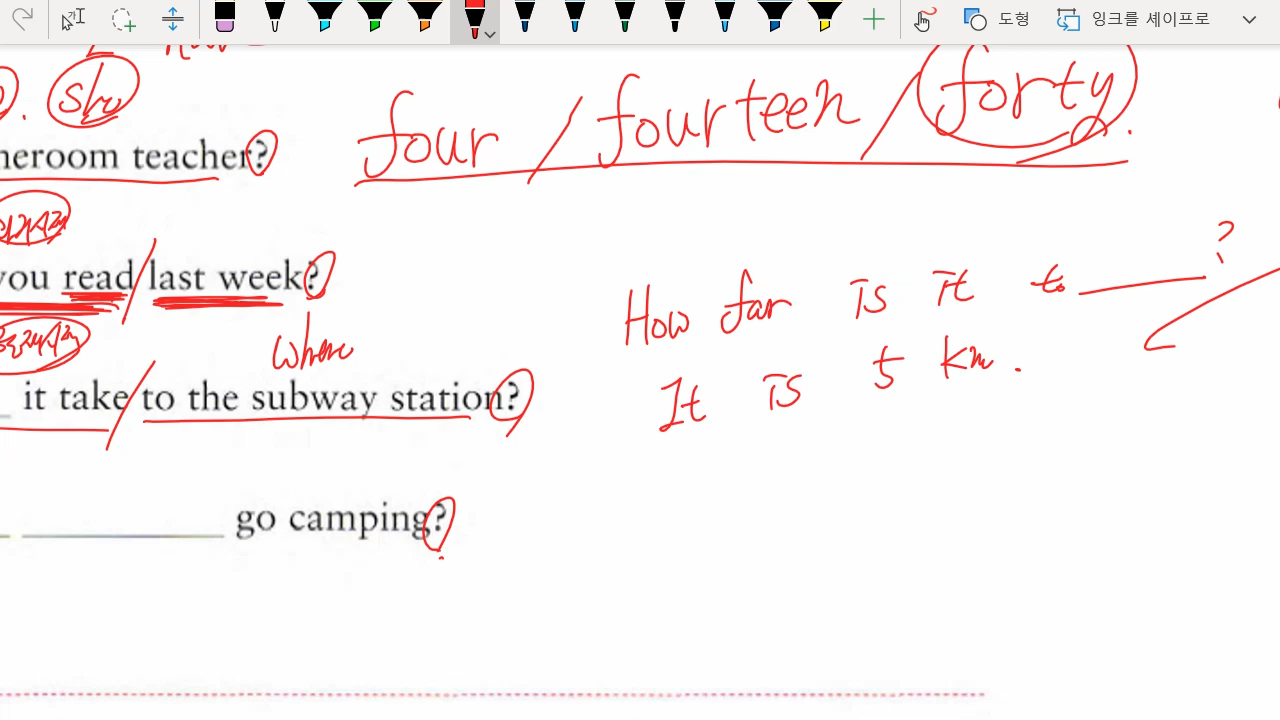 도형 잉크를 셰이프로
four / fourteen / forty.
heroom teacher?
you read / last week?
where
How far is it to ___?
it take / to the subway station?
It is 5 km.
go camping?